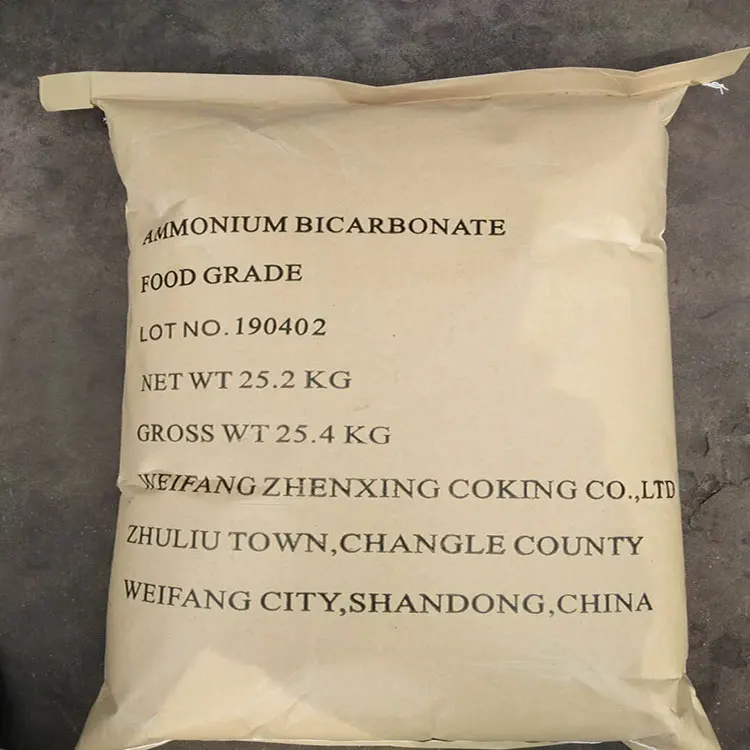 AMMONIUM BICARBONATE
FOOD GRADE
LOT NO. 190402
NET WT 25.2 KG
GROSS WT 25.4 KG
WEIFANG ZHENXING COKING CO.,LTD
ZHULIU TOWN,CHANGLE COUNTY
WEIFANG CITY,SHANDONG,CHINA